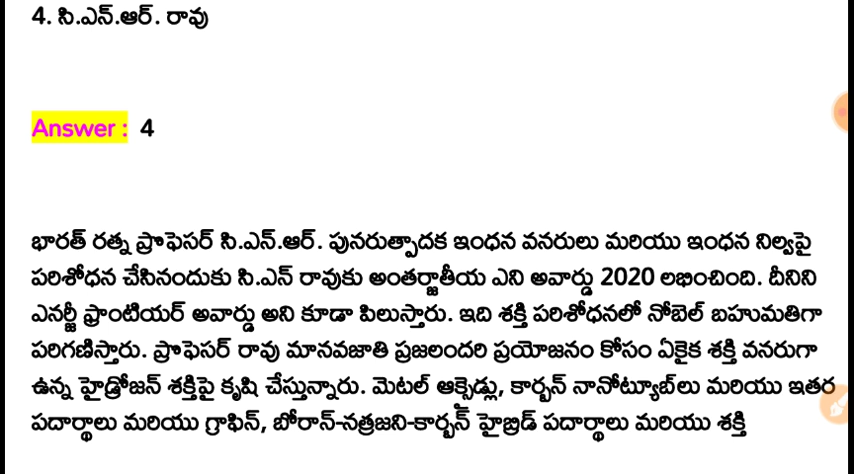 4. సి.ఎన్.ఆర్. రావు
Answer : 4
భారత్ రత్న ప్రొఫెసర్ సి.ఎన్.ఆర్. పునరుత్పాదక ఇంధన వనరులు మరియు ఇంధన నిల్వపై
పరిశోధన చేసినందుకు సి.ఎన్ రావుకు అంతర్జాతీయ ఎని అవార్డు 2020 లభించింది. దీనిని
ఎనర్జీ ఫ్రాంటియర్ అవార్డు అని కూడా పిలుస్తారు. ఇది శక్తి పరిశోధనలో నోబెల్ బహుమతిగా
పరిగణిస్తారు. ప్రొఫెసర్ రావు మానవజాతి ప్రజలందరి ప్రయోజనం కోసం ఏకైక శక్తి వనరుగా
ఉన్న హైడ్రోజన్ శక్తిపై కృషి చేస్తున్నారు. మెటల్ ఆక్సైడ్లు, కార్బన్ నానోట్యూబ్‌లు మరియు ఇతర
పదార్థాలు మరియు గ్రాఫిన్, బోరాన్-నత్రజని-కార్బన్ హైబ్రిడ్ పదార్థాలు మరియు శక్తి